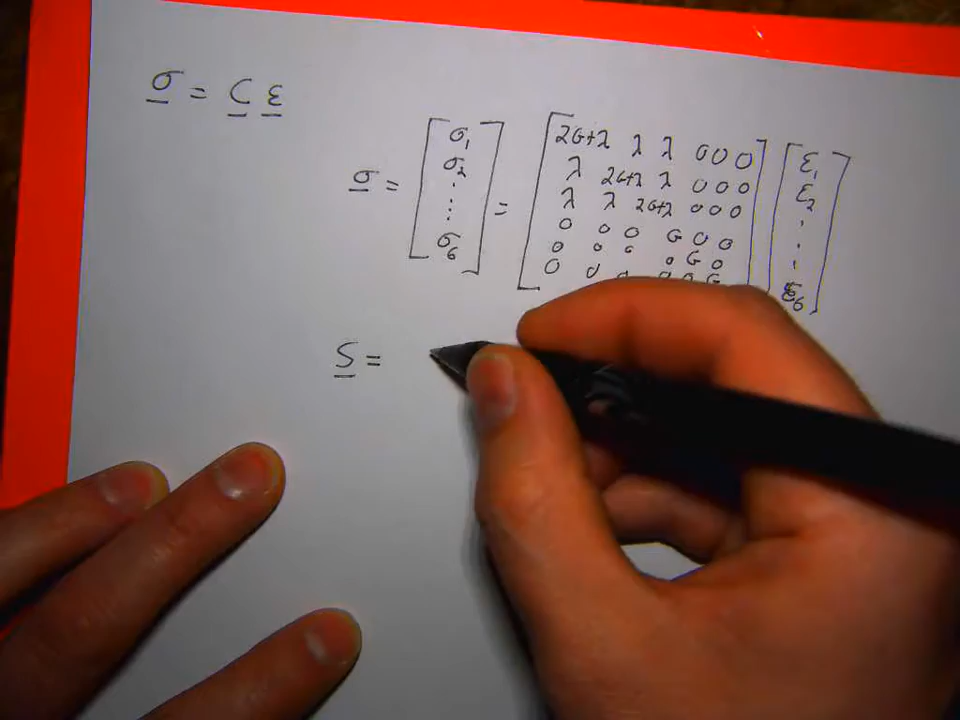 σ = C ε
σ = [σ1 σ2 . ⋮ σ6] = [2G+λ λ λ 0 0 0
λ 2G+λ λ 0 0 0
λ λ 2G+λ 0 0 0
0 0 0 G 0 0
0 0 0 0 G 0
0 0 0 0 0 G] [ε1 ε2 . . . ε6]
S =